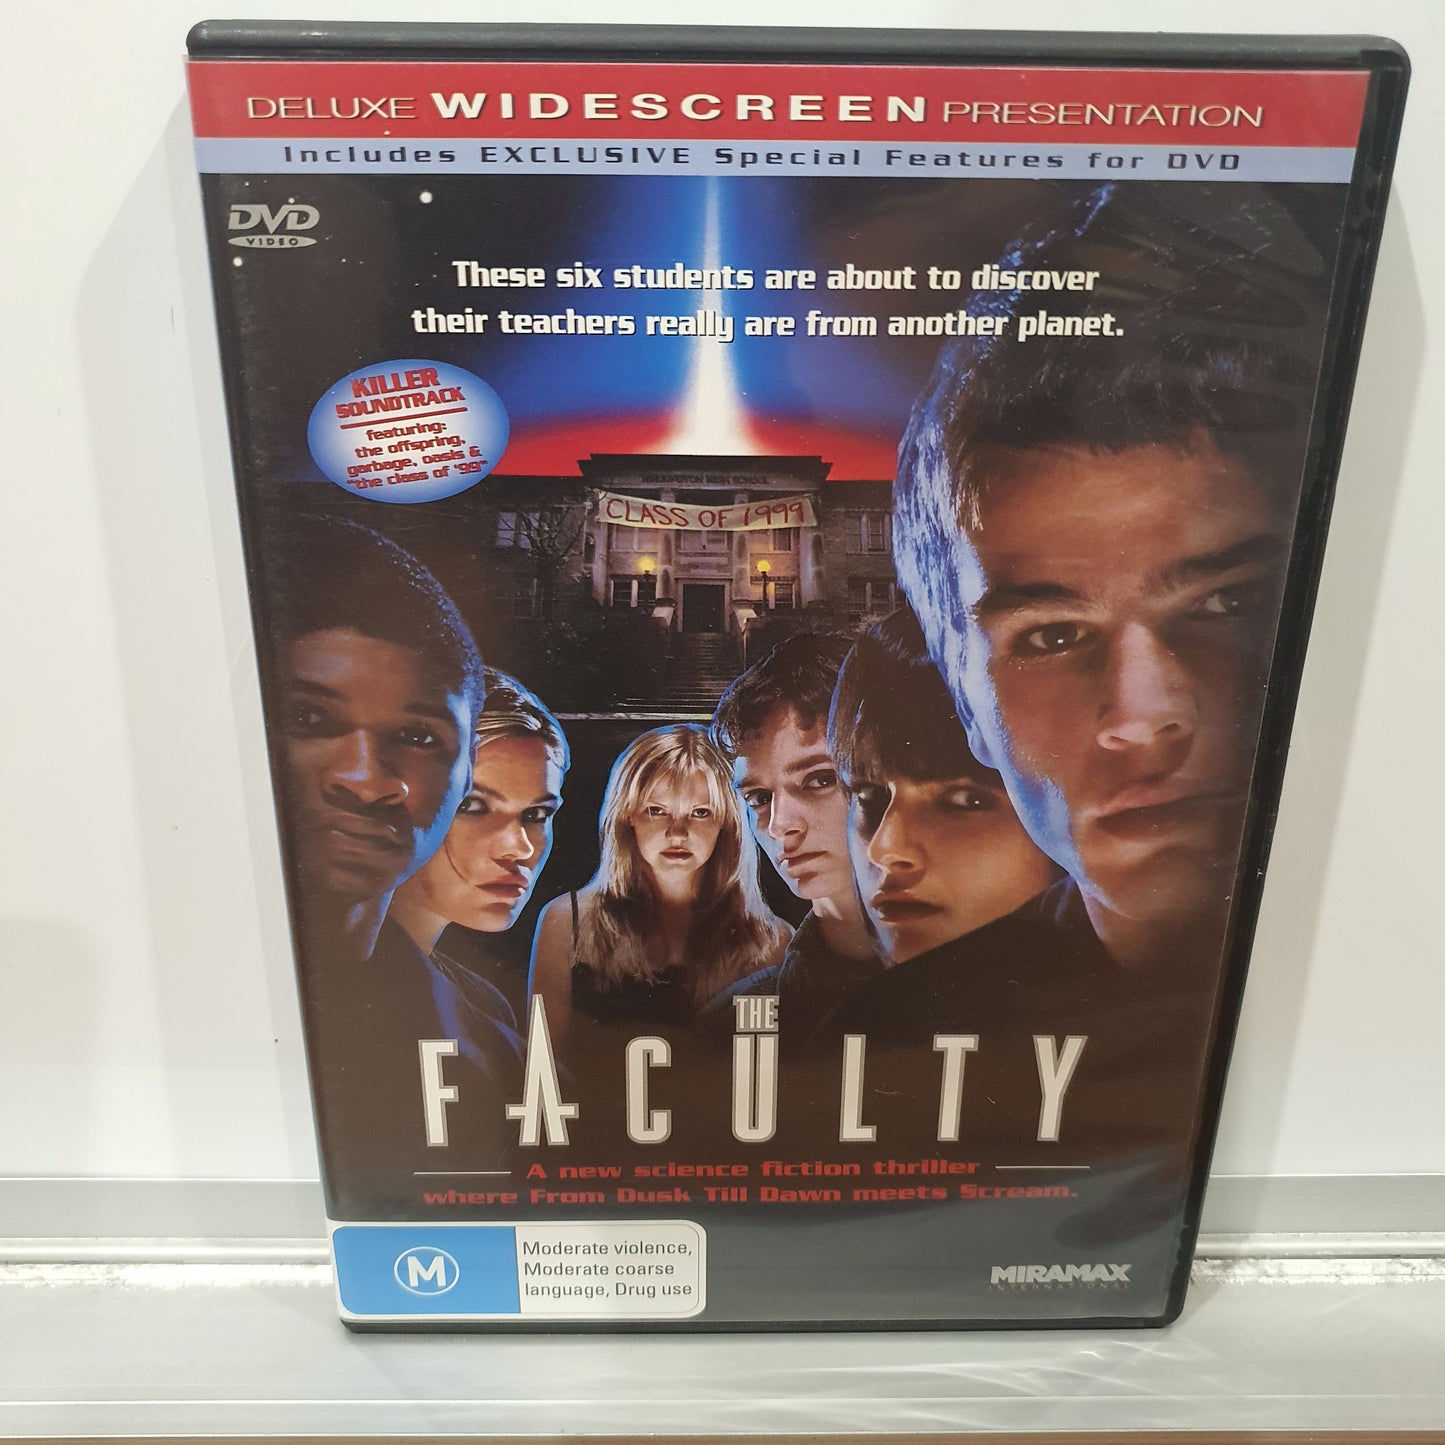 DELUXE WIDESCREEN PRESENTATION
Includes EXCLUSIVE Special Features for DVD
DVD
VIDEO
These six students are about to discover
their teachers really are from another planet.
KILLER
SOUNDTRACK
featuring:
the offspring,
garbage, oasis &
"the class of '99"
HERRINGTON HIGH SCHOOL
CLASS OF 1999
THE
FACULTY
A new science fiction thriller
where From Dusk Till Dawn meets Scream.
M
Moderate violence,
Moderate coarse
language, Drug use
MIRAMAX
INTERNATIONAL